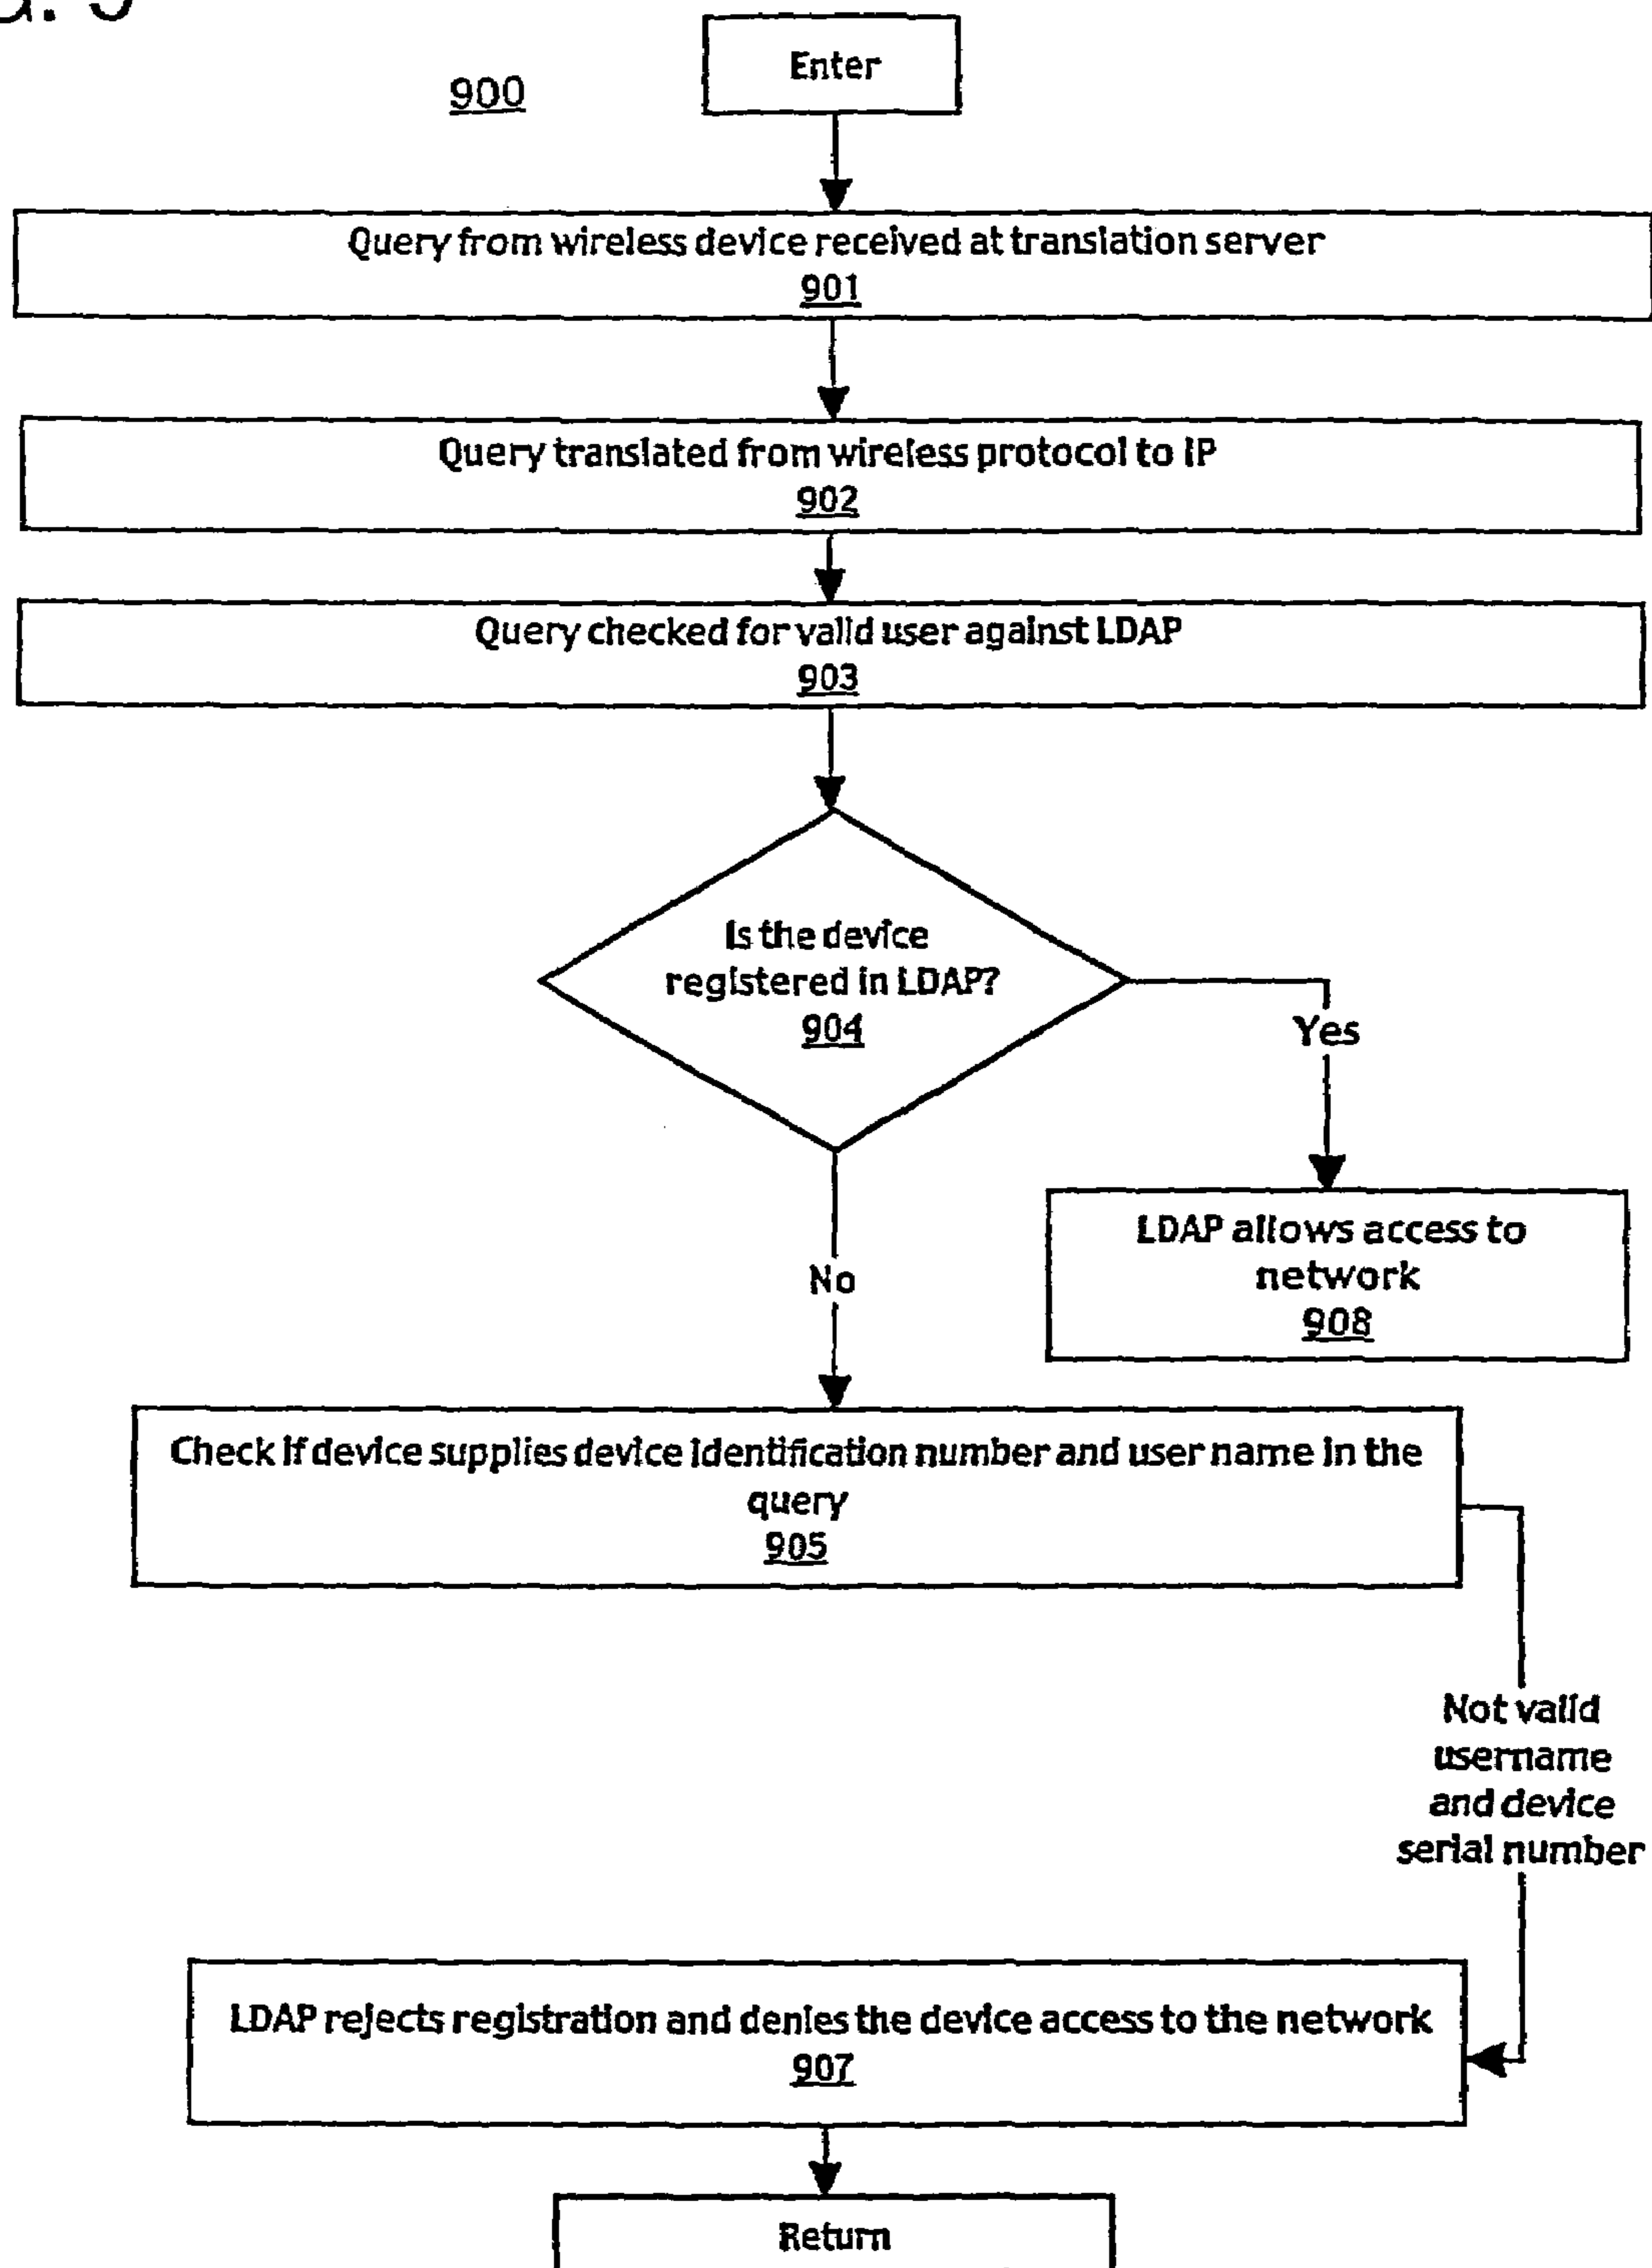 900
Enter
Query from wireless device received at translation server
901
Query translated from wireless protocol to IP
902
Query checked for valid user against LDAP
903
Is the device
registered in LDAP?
904
Yes
LDAP allows access to
network
908
No
Check if device supplies device identification number and user name in the
query
905
Not valid
username
and device
serial number
LDAP rejects registration and denies the device access to the network
907
Return